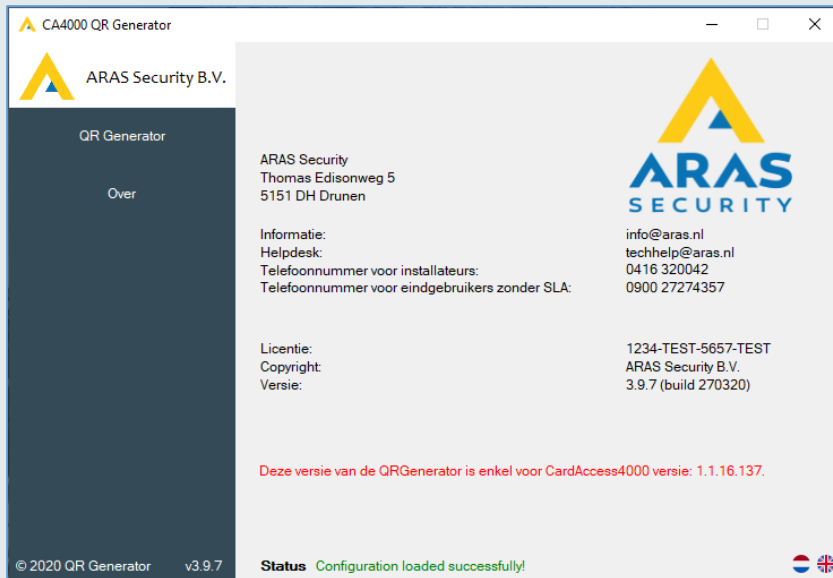 CA4000 QR Generator
ARAS Security B.V.
QR Generator
Over
ARAS
SECURITY
ARAS Security
Thomas Edisonweg 5
5151 DH Drunen
Informatie: info@aras.nl
Helpdesk: techhelp@aras.nl
Telefoonnummer voor installateurs: 0416 320042
Telefoonnummer voor eindgebruikers zonder SLA: 0900 27274357
Licentie: 1234-TEST-5657-TEST
Copyright: ARAS Security B.V.
Versie: 3.9.7 (build 270320)
Deze versie van de QRGenerator is enkel voor CardAccess4000 versie: 1.1.16.137.
© 2020 QR Generator v3.9.7
Status Configuration loaded successfully!